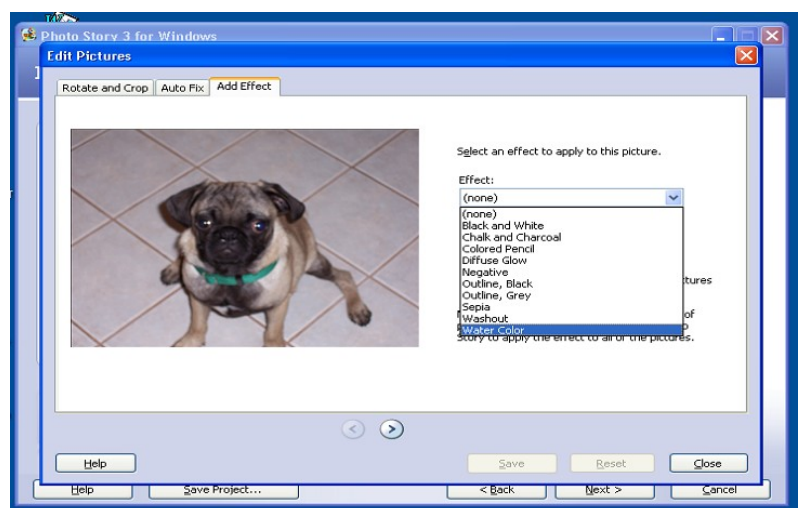 Photo Story 3 for Windows
Edit Pictures
Rotate and Crop Auto Fix Add Effect
Select an effect to apply to this picture.
Effect:
(none)
(none)
Black and White
Chalk and Charcoal
Colored Pencil
Diffuse Glow
Negative
Outline, Black
Outline, Grey
Sepia
Washout
Water Color
tures
of
Story to apply the effect to all of the pictures.
Help Save Reset Close
Help Save Project... < Back Next > Cancel